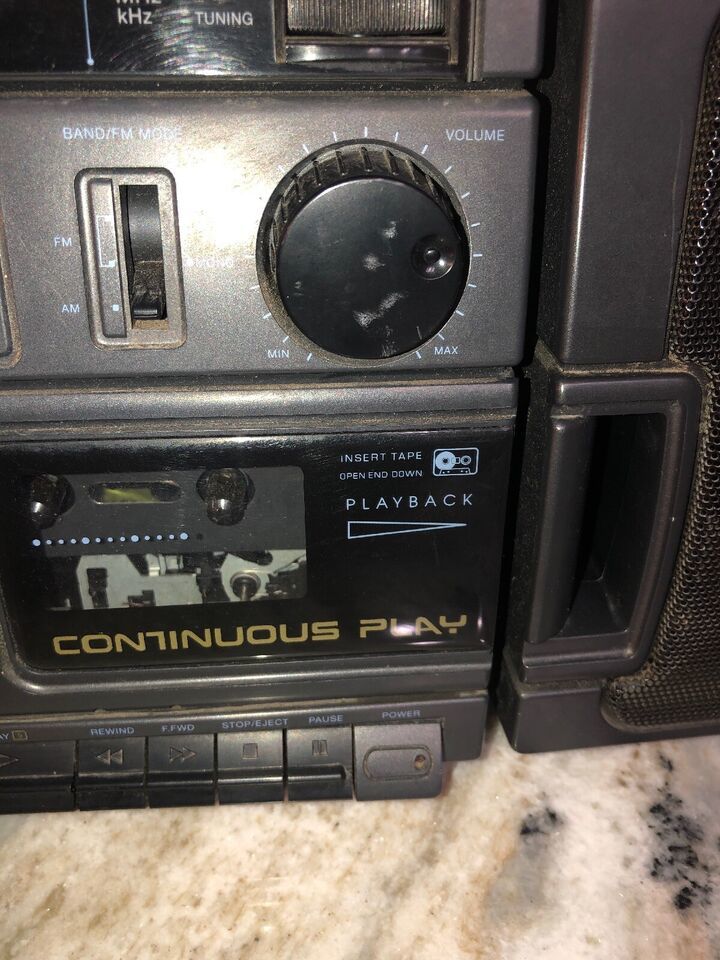 MHz
kHz
TUNING
BAND/FM MODE
VOLUME
FM
MONO
AM
MIN
MAX
INSERT TAPE
OPEN END DOWN
PLAYBACK
CONTINUOUS PLAY
REWIND
F.FWD
STOP/EJECT
PAUSE
POWER